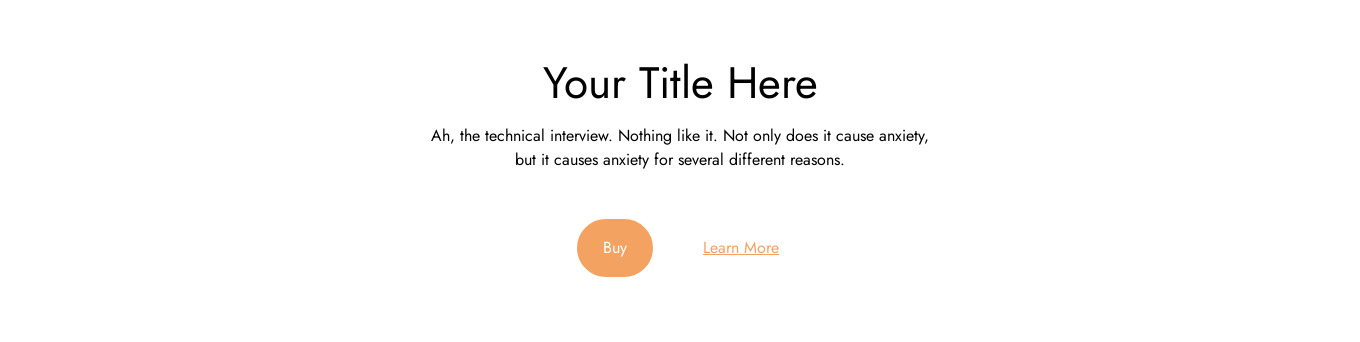 Your Title Here
Ah, the technical interview. Nothing like it. Not only does it cause anxiety,
but it causes anxiety for several different reasons.
Buy
Learn More